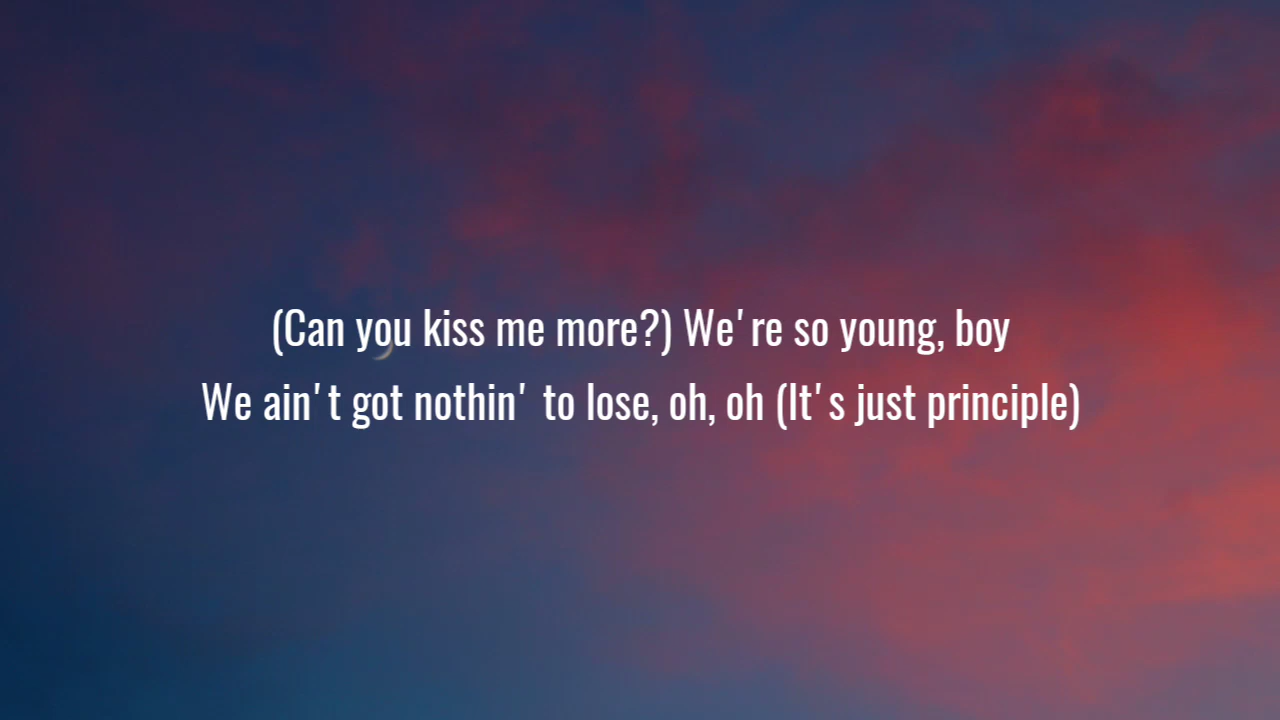 (Can you kiss me more?) We're so young, boy
We ain't got nothin' to lose, oh, oh (It's just principle)